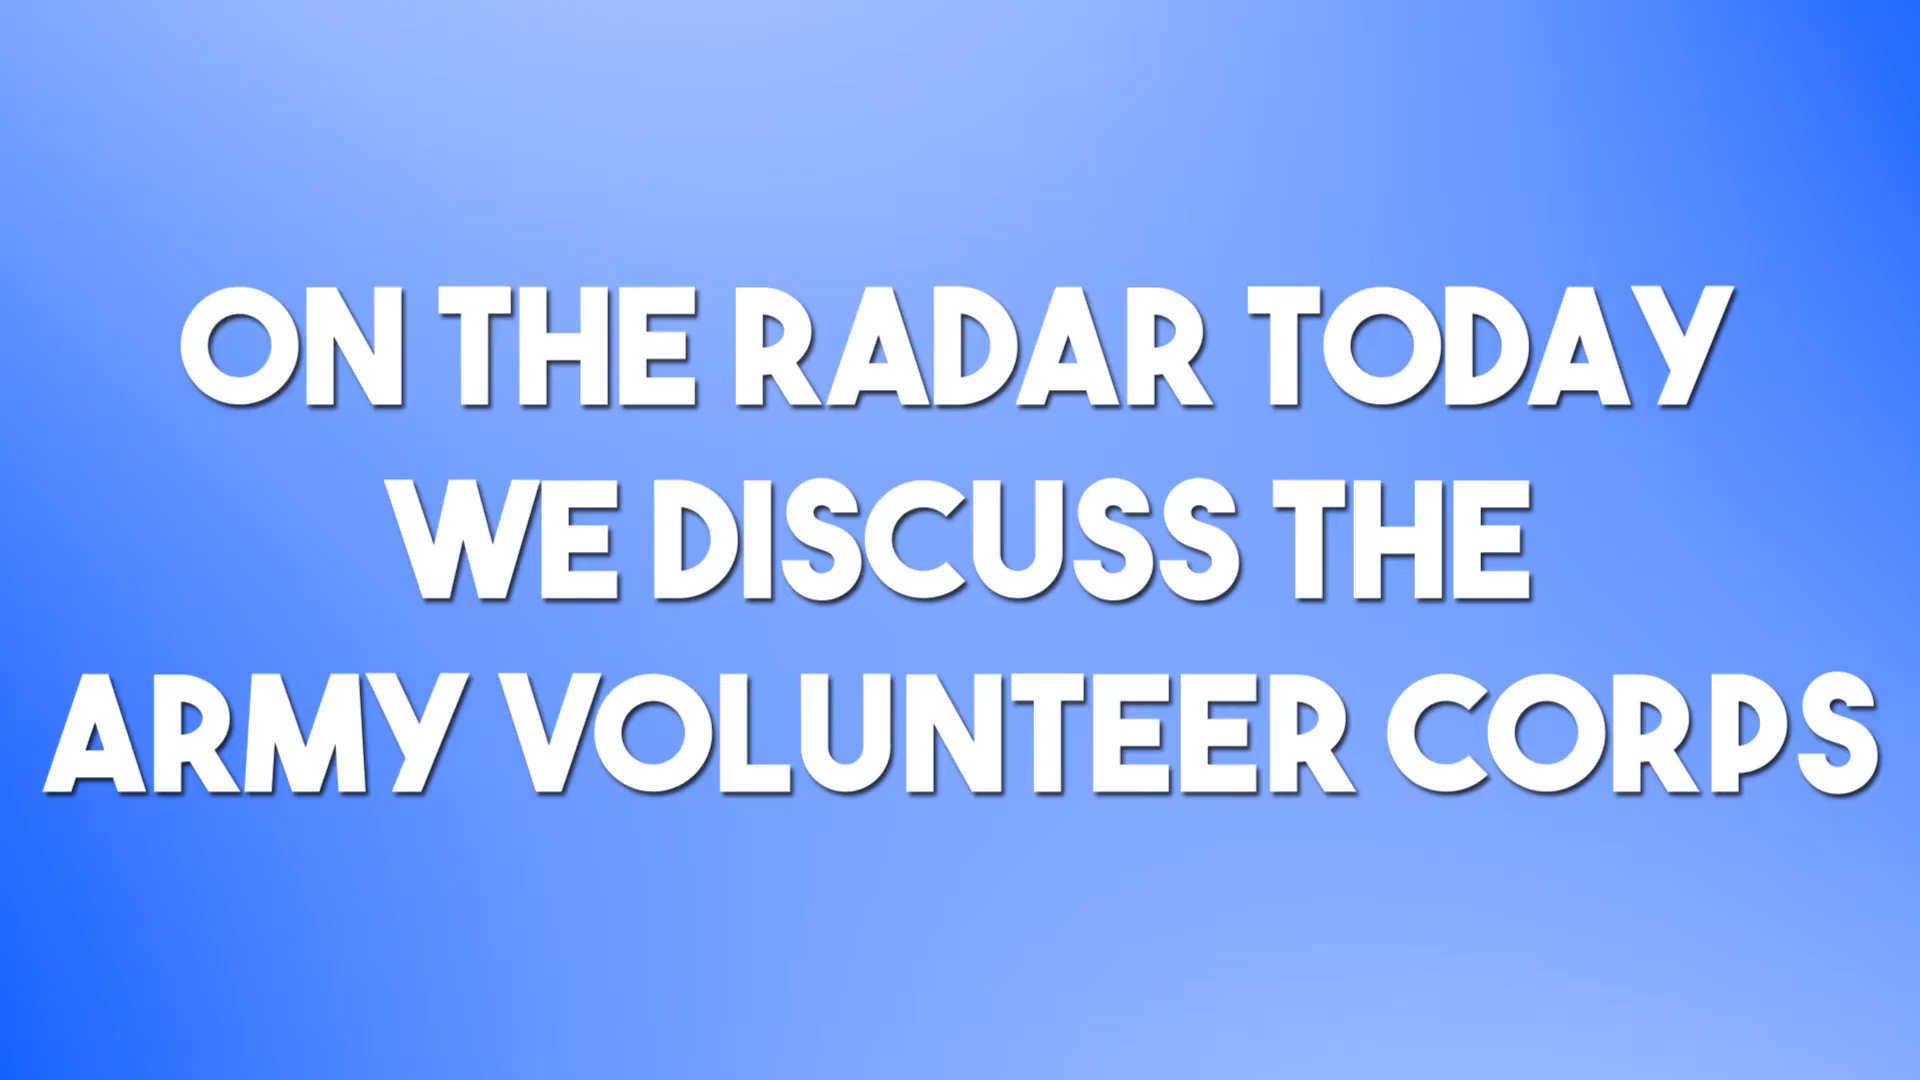 ON THE RADAR TODAY
WE DISCUSS THE
ARMY VOLUNTEER CORPS